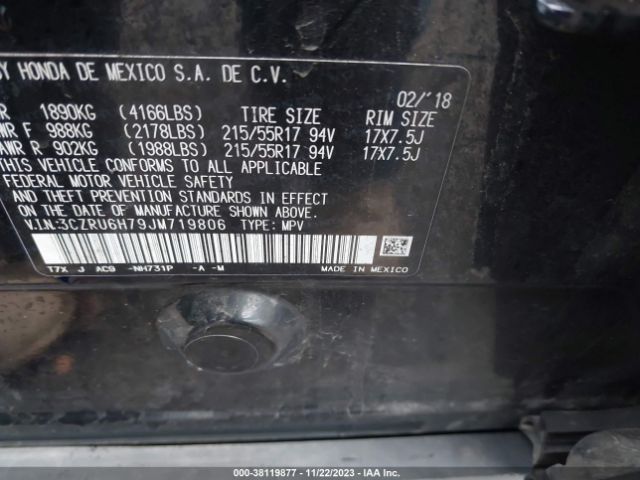 BY HONDA DE MEXICO S.A. DE C.V.
02/'18
R 1890KG (4166LBS) TIRE SIZE RIM SIZE
WR F 988KG (2178LBS) 215/55R17 94V 17X7.5J
AWR R 902KG (1988LBS) 215/55R17 94V 17X7.5J
THIS VEHICLE CONFORMS TO ALL APPLICABLE
FEDERAL MOTOR VEHICLE SAFETY
AND THEFT PREVENTION STANDARDS IN EFFECT
ON THE DATE OF MANUFACTURE SHOWN ABOVE.
V.I.N:3CZRU6H79JM719806 TYPE: MPV
T7X J AC9 -NH731P -A -M MADE IN MEXICO
000-38119877 - 11/22/2023 - IAA Inc.